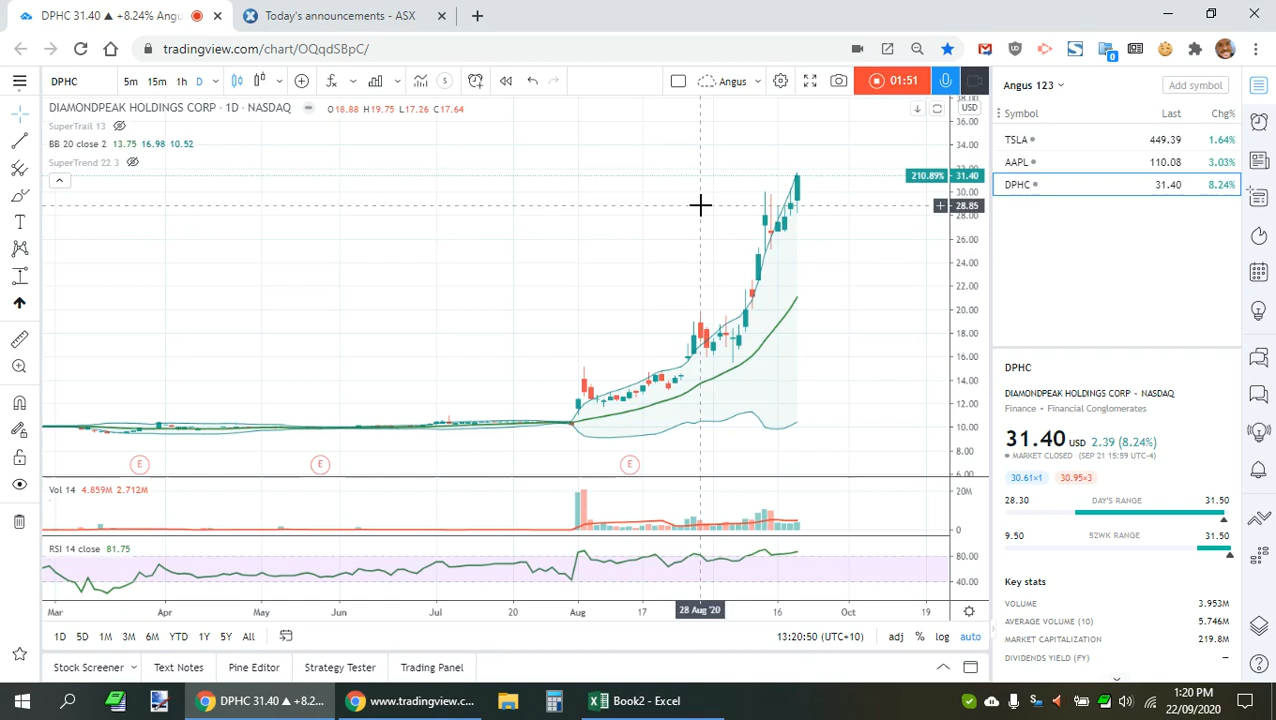 DPHC 31.40 ▲ +8.24% Angu
Today's announcements - ASX
tradingview.com/chart/OQqdSBpC/
DPHC
5m 15m 1h D
Angus
01:51
Angus 123
Add symbol
DIAMONDPEAK HOLDINGS CORP · 1D · NASDAQ
O18.88 H19.75 L17.26 C17.64
SuperTrail 13
BB 20 close 2 13.75 16.98 10.52
SuperTrend 22 3
USD
38.00
36.00
34.00
210.89% 31.40
30.00
28.85
28.00
26.00
24.00
22.00
20.00
18.00
16.00
14.00
12.00
10.00
8.00
6.00
E E E
Vol 14 4.859M 2.712M
20M
0
RSI 14 close 81.75
80.00
40.00
Mar Apr May Jun Jul 20 Aug 17 28 Aug '20 16 Oct 19
1D 5D 1M 3M 6M YTD 1Y 5Y All
13:20:50 (UTC+10) adj % log auto
Stock Screener Text Notes Pine Editor Strategy Tester Trading Panel
Symbol Last Chg%
TSLA 449.39 1.64%
AAPL 110.08 3.03%
DPHC 31.40 8.24%
DPHC
DIAMONDPEAK HOLDINGS CORP • NASDAQ
Finance • Financial Conglomerates
31.40 USD 2.39 (8.24%)
MARKET CLOSED (SEP 21 15:59 UTC-4)
30.61×1 30.95×3
28.30 DAY'S RANGE 31.50
9.50 52WK RANGE 31.50
Key stats
VOLUME 3.953M
AVERAGE VOLUME (10) 5.746M
MARKET CAPITALIZATION 219.8M
DIVIDENDS YIELD (FY) –
DPHC 31.40 ▲ +8.2...
www.tradingview.c...
Book2 - Excel
1:20 PM
22/09/2020